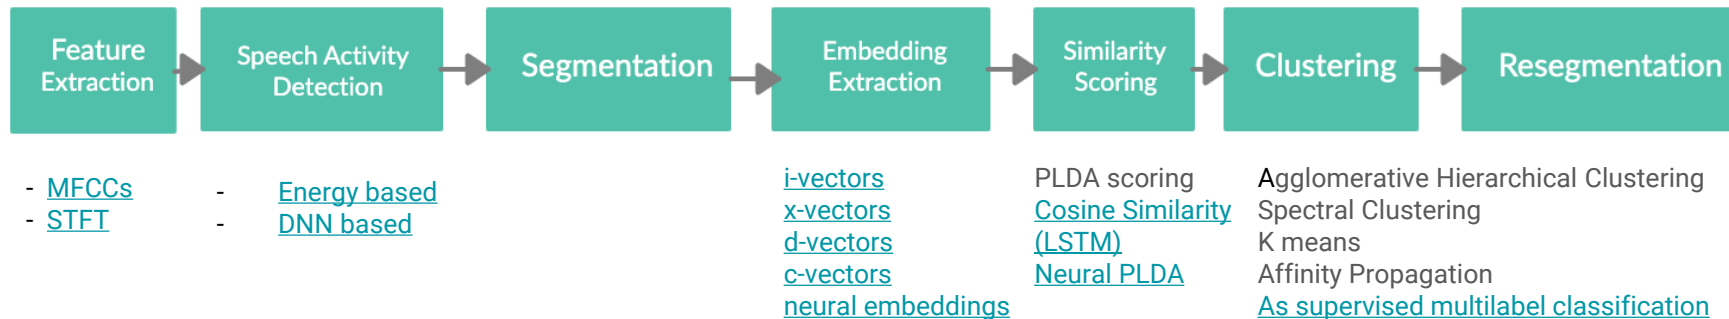 Feature
Extraction
Speech Activity
Detection
Segmentation
Embedding
Extraction
Similarity
Scoring
Clustering
Resegmentation
- MFCCs
- STFT
- Energy based
- DNN based
i-vectors
x-vectors
d-vectors
c-vectors
neural embeddings
PLDA scoring
Cosine Similarity
(LSTM)
Neural PLDA
Agglomerative Hierarchical Clustering
Spectral Clustering
K means
Affinity Propagation
As supervised multilabel classification